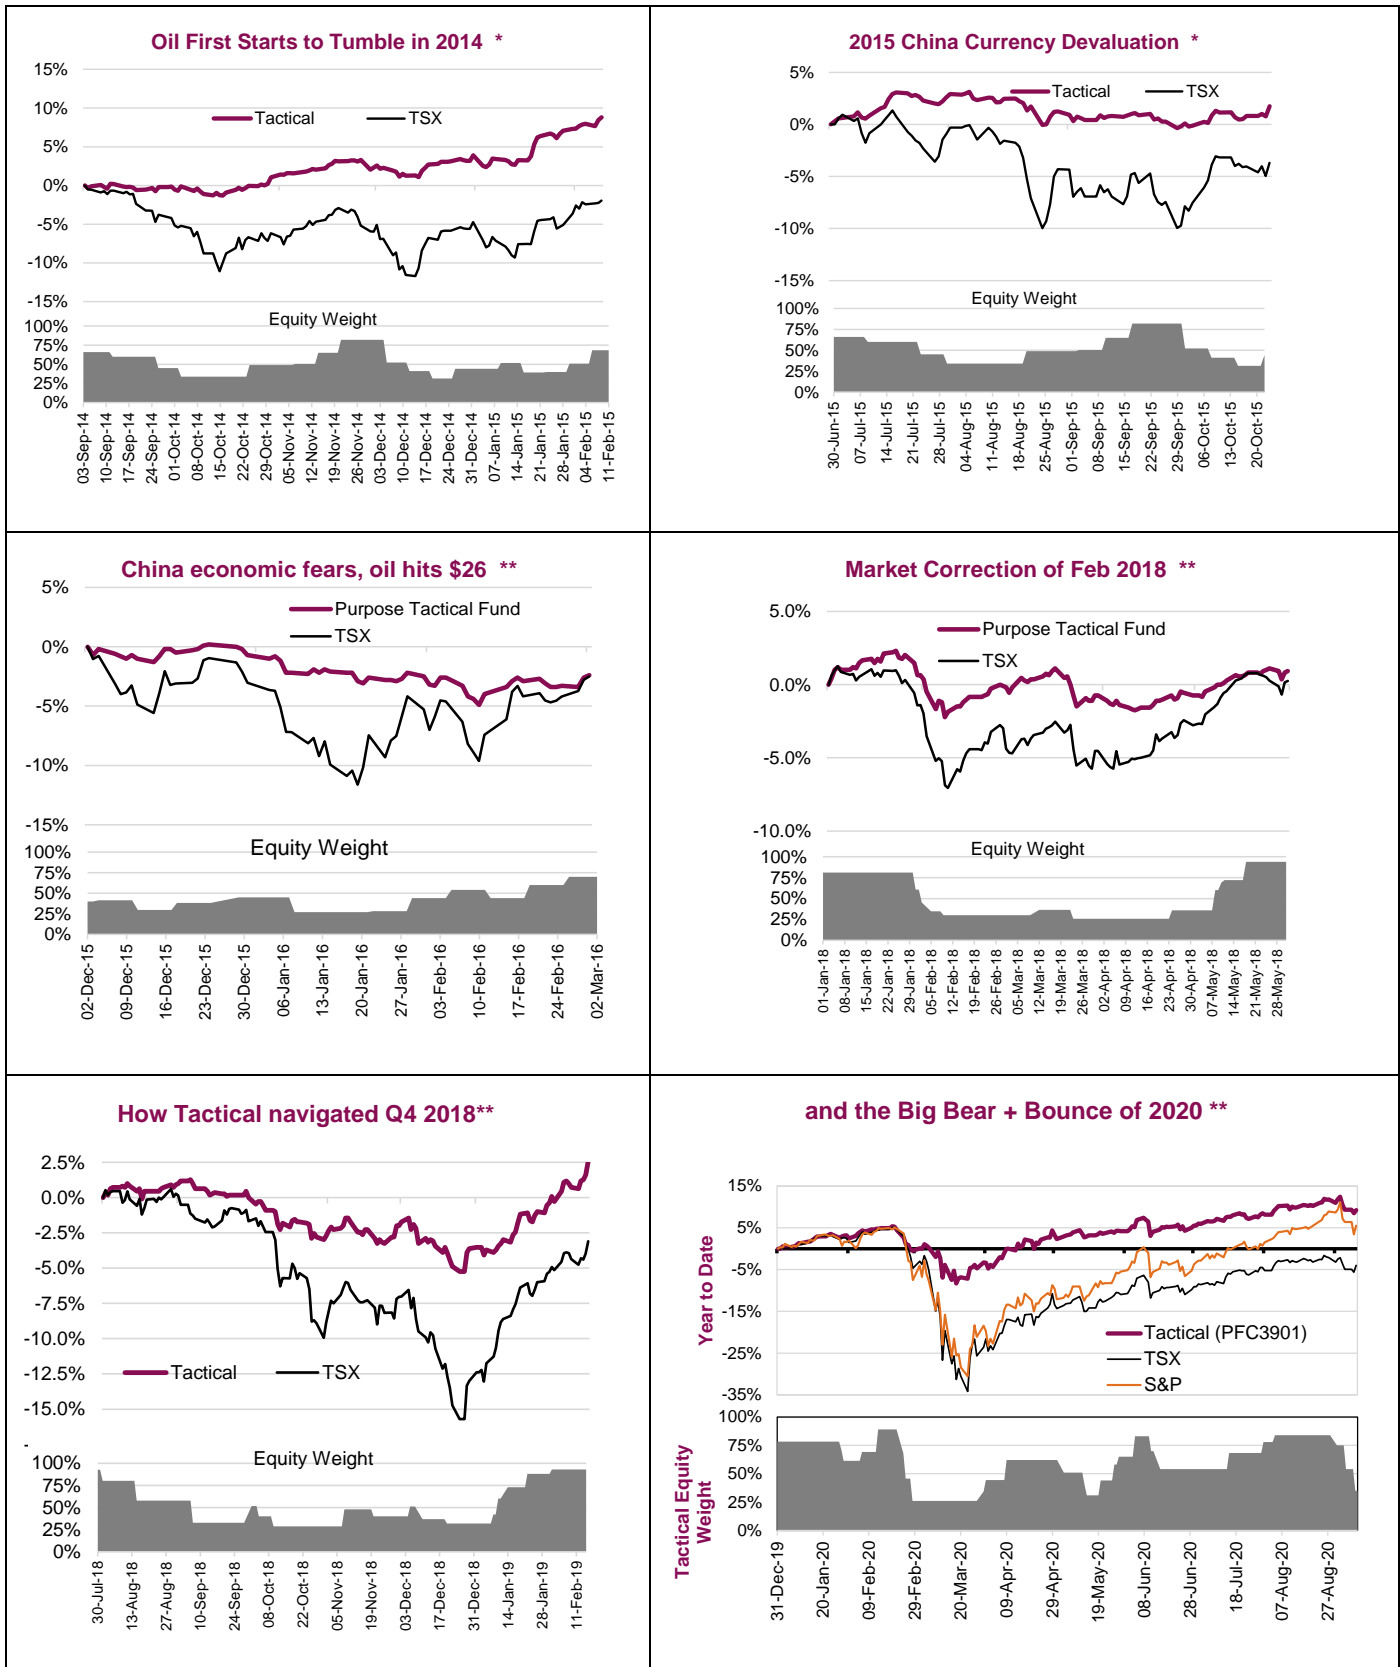 Oil First Starts to Tumble in 2014 *
15%
10%
5%
0%
-5%
-10%
-15%
Tactical
TSX
Equity Weight
100%
75%
50%
25%
0%
03-Sep-14
10-Sep-14
17-Sep-14
24-Sep-14
01-Oct-14
08-Oct-14
15-Oct-14
22-Oct-14
29-Oct-14
05-Nov-14
12-Nov-14
19-Nov-14
26-Nov-14
03-Dec-14
10-Dec-14
17-Dec-14
24-Dec-14
31-Dec-14
07-Jan-15
14-Jan-15
21-Jan-15
28-Jan-15
04-Feb-15
11-Feb-15
2015 China Currency Devaluation *
5%
0%
-5%
-10%
-15%
Tactical
TSX
Equity Weight
100%
75%
50%
25%
0%
30-Jun-15
07-Jul-15
14-Jul-15
21-Jul-15
28-Jul-15
04-Aug-15
11-Aug-15
18-Aug-15
25-Aug-15
01-Sep-15
08-Sep-15
15-Sep-15
22-Sep-15
29-Sep-15
06-Oct-15
13-Oct-15
20-Oct-15
China economic fears, oil hits $26 **
5%
0%
-5%
-10%
-15%
Purpose Tactical Fund
TSX
Equity Weight
100%
75%
50%
25%
0%
02-Dec-15
09-Dec-15
16-Dec-15
23-Dec-15
30-Dec-15
06-Jan-16
13-Jan-16
20-Jan-16
27-Jan-16
03-Feb-16
10-Feb-16
17-Feb-16
24-Feb-16
02-Mar-16
Market Correction of Feb 2018 **
5.0%
0.0%
-5.0%
-10.0%
Purpose Tactical Fund
TSX
Equity Weight
100%
75%
50%
25%
0%
01-Jan-18
08-Jan-18
15-Jan-18
22-Jan-18
29-Jan-18
05-Feb-18
12-Feb-18
19-Feb-18
26-Feb-18
05-Mar-18
12-Mar-18
19-Mar-18
26-Mar-18
02-Apr-18
09-Apr-18
16-Apr-18
23-Apr-18
30-Apr-18
07-May-18
14-May-18
21-May-18
28-May-18
How Tactical navigated Q4 2018**
2.5%
0.0%
-2.5%
-5.0%
-7.5%
-10.0%
-12.5%
-15.0%
-
Tactical
TSX
Equity Weight
100%
75%
50%
25%
0%
30-Jul-18
13-Aug-18
27-Aug-18
10-Sep-18
24-Sep-18
08-Oct-18
22-Oct-18
05-Nov-18
19-Nov-18
03-Dec-18
17-Dec-18
31-Dec-18
14-Jan-19
28-Jan-19
11-Feb-19
and the Big Bear + Bounce of 2020 **
Year to Date
15%
5%
-5%
-15%
-25%
-35%
Tactical (PFC3901)
TSX
S&P
Tactical Equity
Weight
100%
75%
50%
25%
0%
31-Dec-19
20-Jan-20
09-Feb-20
29-Feb-20
20-Mar-20
09-Apr-20
29-Apr-20
19-May-20
08-Jun-20
28-Jun-20
18-Jul-20
07-Aug-20
27-Aug-20